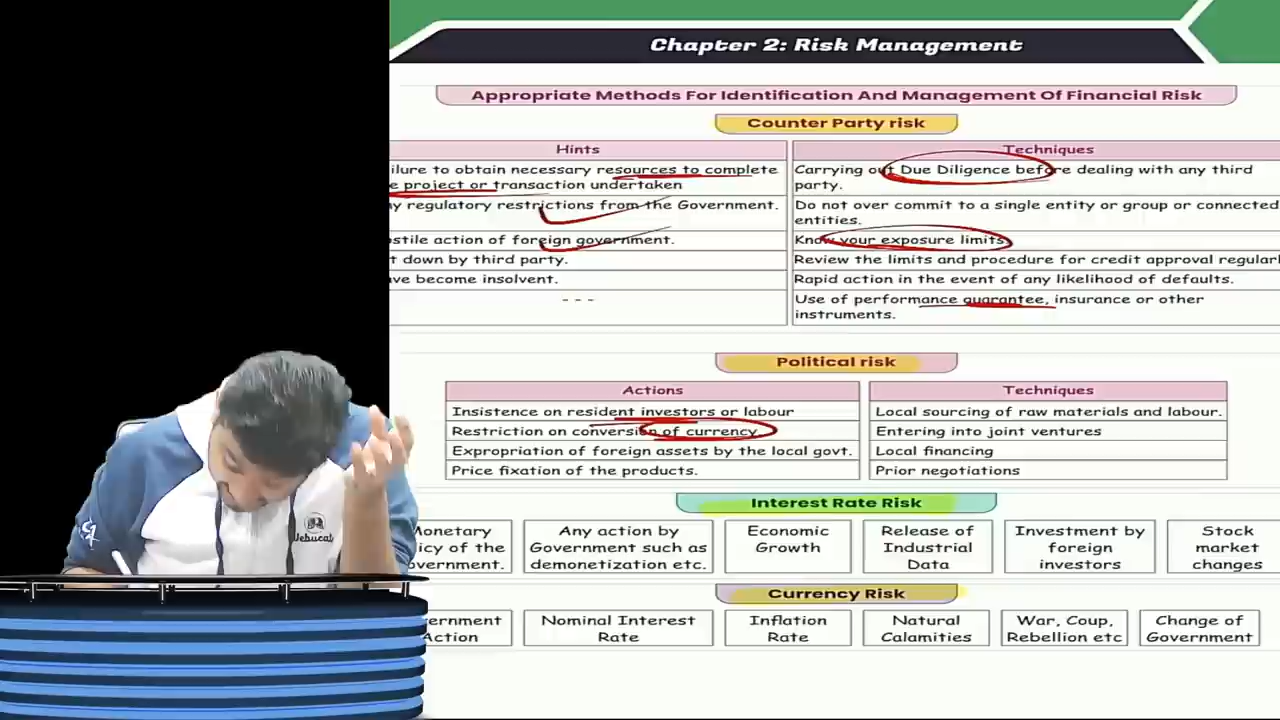 Chapter 2: Risk Management
Appropriate Methods For Identification And Management Of Financial Risk
Counter Party risk
Hints
Techniques
ilure to obtain necessary resources to complete
e project or transaction undertaken
Carrying out Due Diligence before dealing with any third
party.
y regulatory restrictions from the Government.
Do not over commit to a single entity or group or connected
entities.
stile action of foreign government.
Know your exposure limits
t down by third party.
Review the limits and procedure for credit approval regularl
ve become insolvent.
Rapid action in the event of any likelihood of defaults.
---
Use of performance guarantee, insurance or other
instruments.
Political risk
Actions
Techniques
Insistence on resident investors or labour
Local sourcing of raw materials and labour.
Restriction on conversion of currency
Entering into joint ventures
Expropriation of foreign assets by the local govt.
Local financing
Price fixation of the products.
Prior negotiations
Interest Rate Risk
Monetary
icy of the
overnment.
Any action by
Government such as
demonetization etc.
Economic
Growth
Release of
Industrial
Data
Investment by
foreign
investors
Stock
market
changes
Currency Risk
ernment
Action
Nominal Interest
Rate
Inflation
Rate
Natural
Calamities
War, Coup,
Rebellion etc
Change of
Government